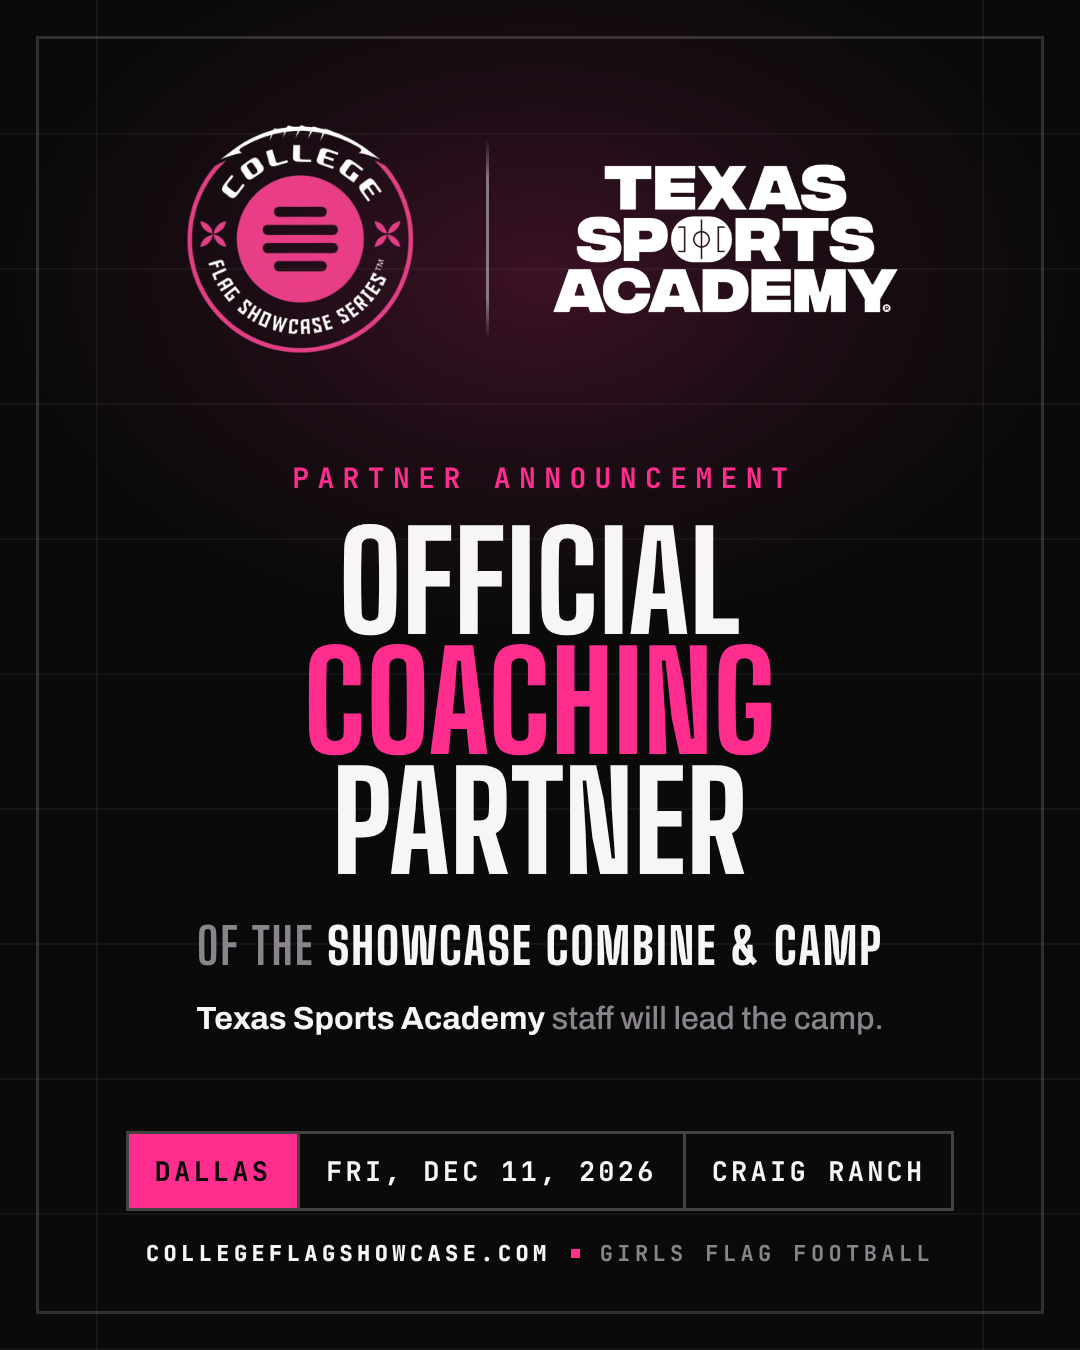 COLLEGE
FLAG SHOWCASE SERIES™
TEXAS
SPORTS
ACADEMY®
PARTNER ANNOUNCEMENT
OFFICIAL
COACHING
PARTNER
OF THE SHOWCASE COMBINE & CAMP
Texas Sports Academy staff will lead the camp.
DALLAS FRI, DEC 11, 2026 CRAIG RANCH
COLLEGEFLAGSHOWCASE.COM ▪ GIRLS FLAG FOOTBALL